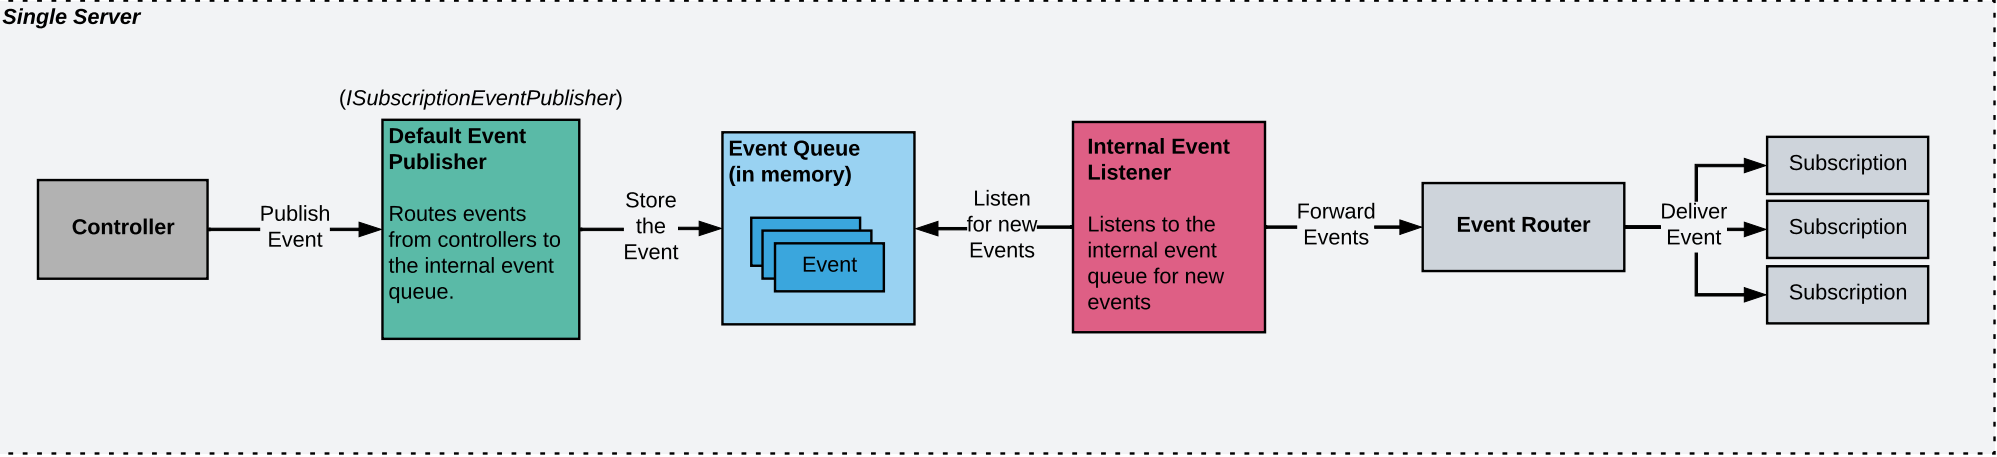 Single Server
(ISubscriptionEventPublisher)
Controller
Publish
Event
Default Event
Publisher
Routes events
from controllers to
the internal event
queue.
Store
the
Event
Event Queue
(in memory)
Event
Listen
for new
Events
Internal Event
Listener
Listens to the
internal event
queue for new
events
Forward
Events
Event Router
Deliver
Event
Subscription
Subscription
Subscription